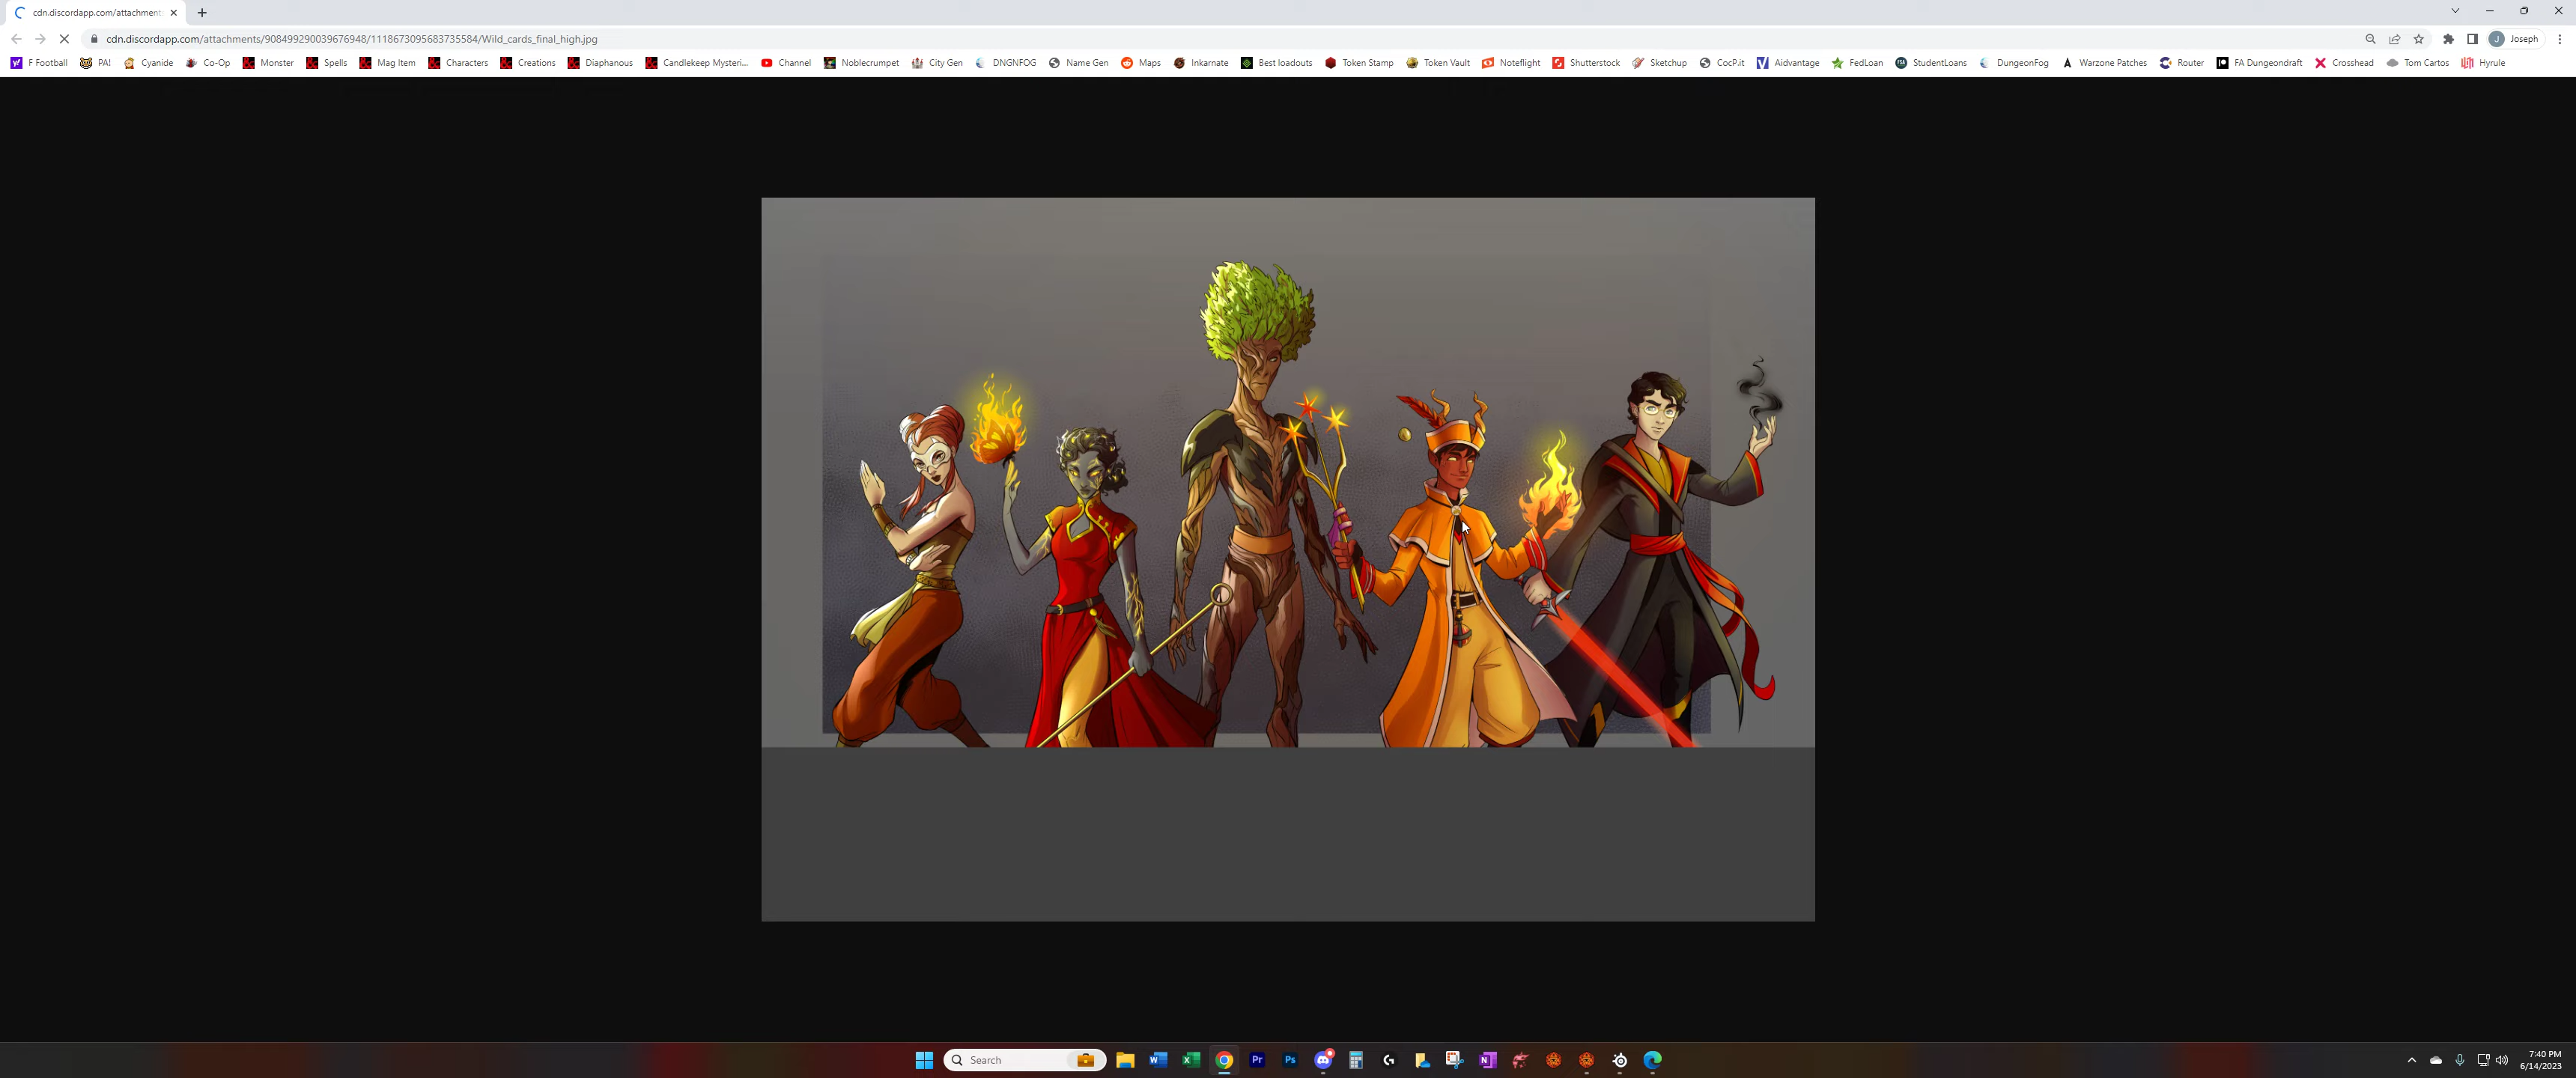 cdn.discordapp.com/attachment
cdn.discordapp.com/attachments/908499290039676948/1118673095683735584/Wild_cards_final_high.jpg
J Joseph
F Football PA! Cyanide Co-Op Monster Spells Mag Item Characters Creations Diaphanous Candlekeep Mysteri... Channel Noblecrumpet City Gen DNGNFOG Name Gen Maps Inkarnate Best loadouts Token Stamp Token Vault Noteflight Shutterstock Sketchup CocP.it Aidvantage FedLoan StudentLoans DungeonFog Warzone Patches Router FA Dungeondraft Crosshead Tom Cartos Hyrule
Search Pr Ps
7:40 PM
6/14/2023